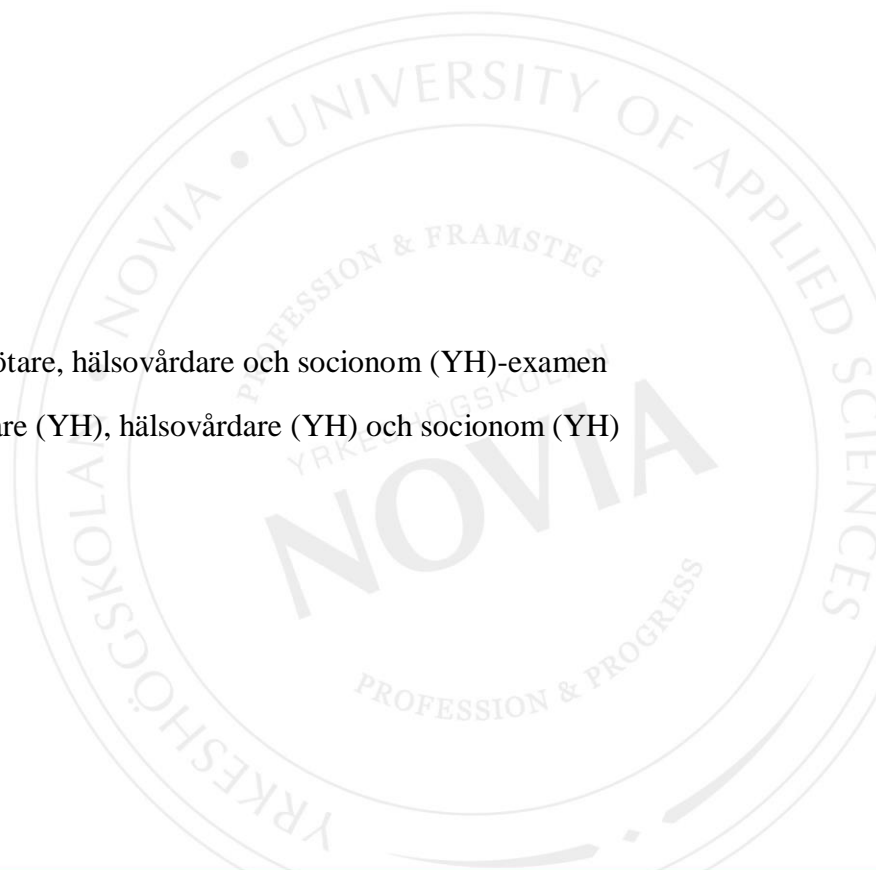 UNIVERSITY OF APPLIED SCIENCES
YRKESHÖGSKOLAN • NOVIA •
PROFESSION & FRAMSTEG
ötare, hälsovårdare och socionom (YH)-examen
are (YH), hälsovårdare (YH) och socionom (YH)
YRKESHÖGSKOLAN
NOVIA
PROFESSION & PROGRESS